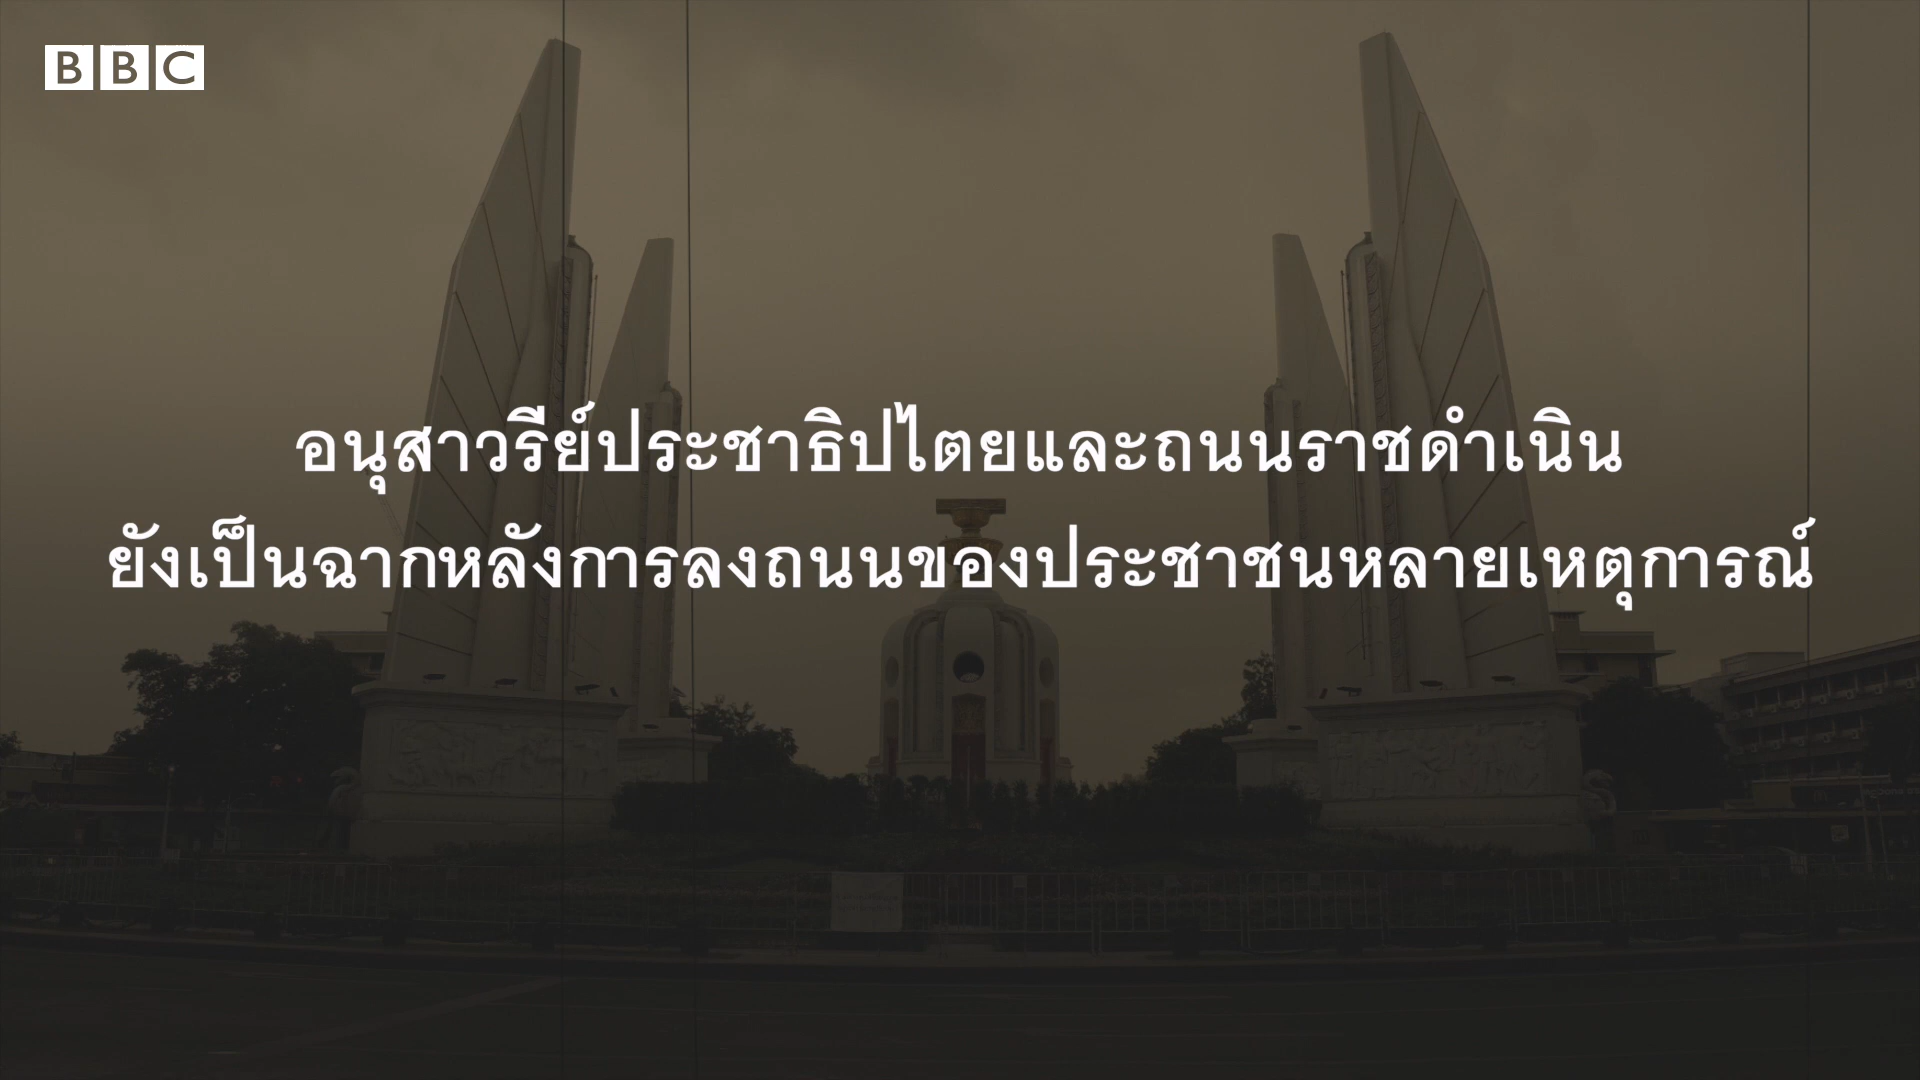 BBC
อนุสาวรีย์ประชาธิปไตยและถนนราชดำเนิน
ยังเป็นฉากหลังการลงถนนของประชาชนหลายเหตุการณ์